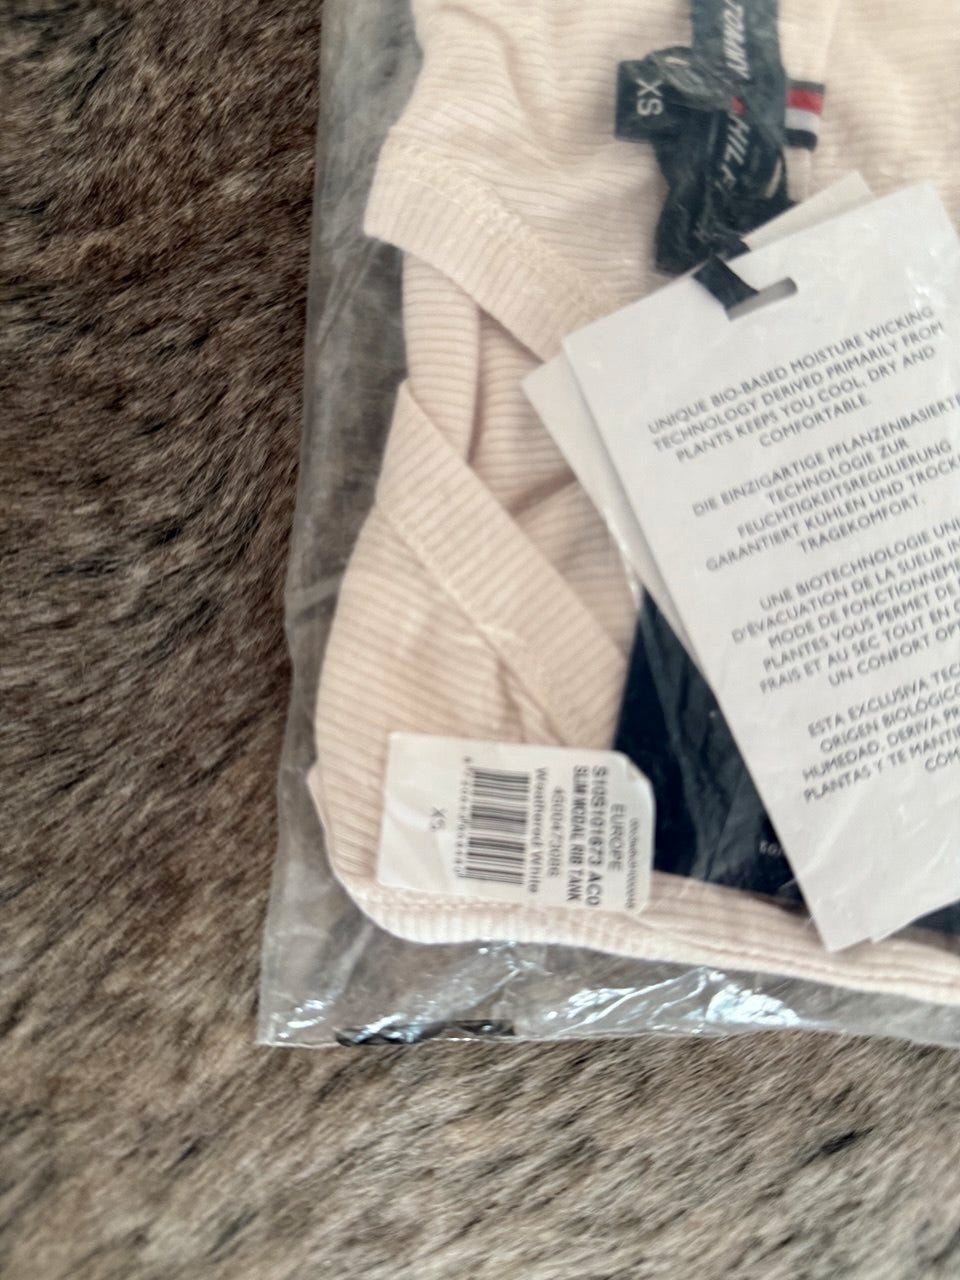 TOMMY HILF
XS
UNIQUE BIO-BASED MOISTURE WICKING
TECHNOLOGY DERIVED PRIMARILY FROM
PLANTS KEEPS YOU COOL, DRY AND
COMFORTABLE.
DIE EINZIGARTIGE PFLANZENBASIERTE
TECHNOLOGIE ZUR
FEUCHTIGKEITSREGULIERUNG
GARANTIERT KÜHLEN UND TROCK
TRAGEKOMFORT.
UNE BIOTECHNOLOGIE UNI
D'ÉVACUATION DE LA SUEUR
MODE DE FONCTIONNEME
PLANTES VOUS PERMET DE
FRAIS ET AU SEC TOUT EN
UN CONFORT OPT
ESTA EXCLUSIVA TEC
ORIGEN BIOLÓGICO
HUMEDAD, DERIVA PR
PLANTAS Y TE MANTIE
COM
EUROPE
S10S101673 AC0
SLIM MODAL RIB TANK
Weathered White
XS